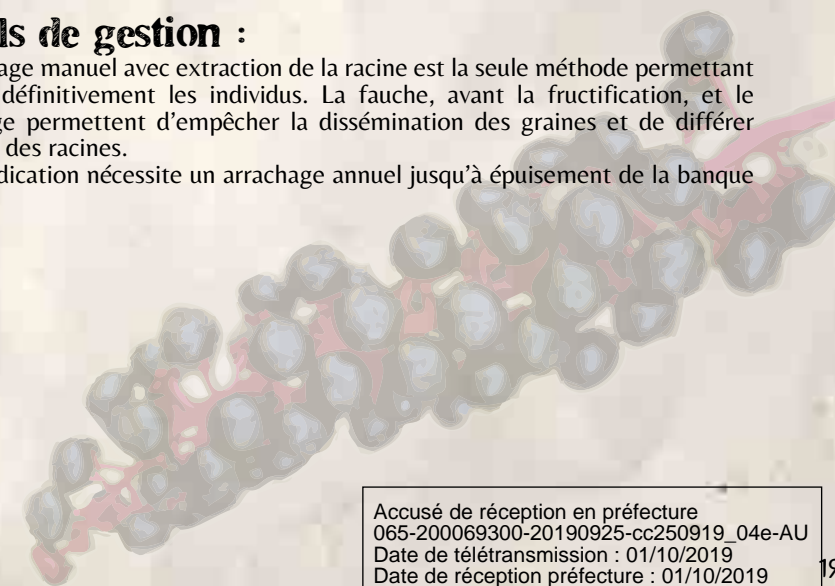 ls de gestion :
age manuel avec extraction de la racine est la seule méthode permettant
définitivement les individus. La fauche, avant la fructification, et le
ge permettent d'empêcher la dissémination des graines et de différer
des racines.
dication nécessite un arrachage annuel jusqu'à épuisement de la banque
Accusé de réception en préfecture
065-200069300-20190925-cc250919_04e-AU
Date de télétransmission : 01/10/2019
Date de réception préfecture : 01/10/2019